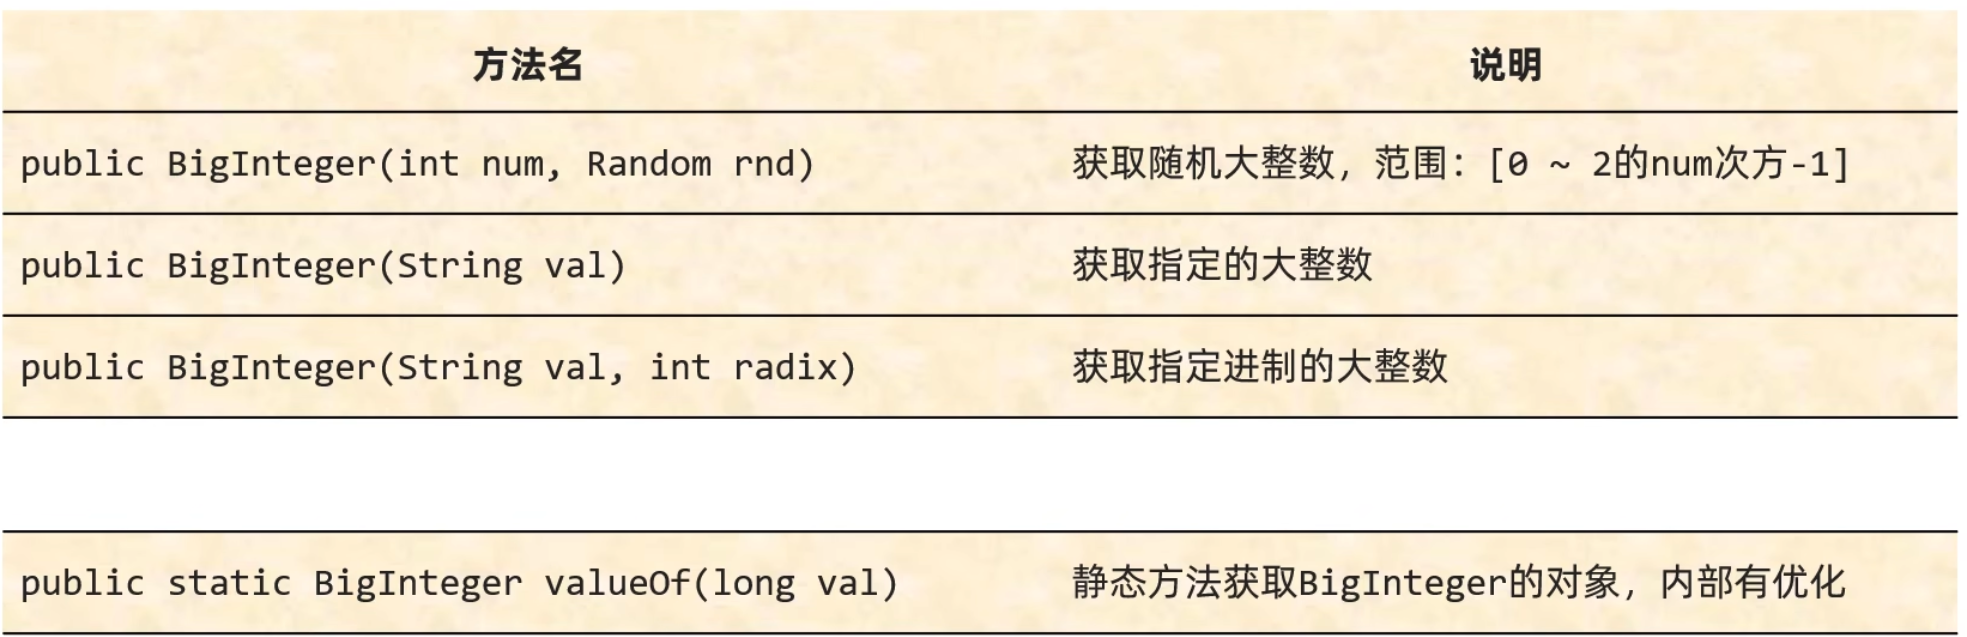 方法名 说明
public BigInteger(int num, Random rnd) 获取随机大整数，范围：[0 ~ 2的num次方-1]
public BigInteger(String val) 获取指定的大整数
public BigInteger(String val, int radix) 获取指定进制的大整数
public static BigInteger valueOf(long val) 静态方法获取BigInteger的对象，内部有优化